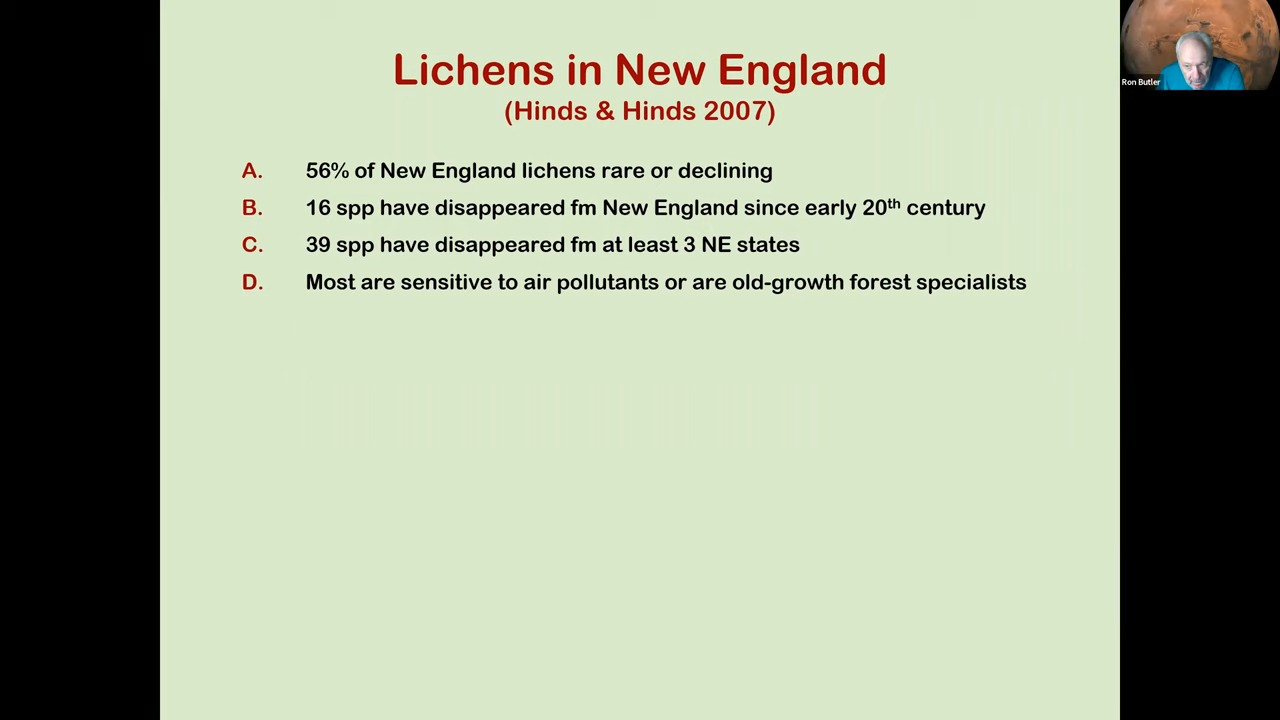 Lichens in New England
(Hinds & Hinds 2007)
A. 56% of New England lichens rare or declining
B. 16 spp have disappeared fm New England since early 20th century
C. 39 spp have disappeared fm at least 3 NE states
D. Most are sensitive to air pollutants or are old-growth forest specialists
Ron Butler